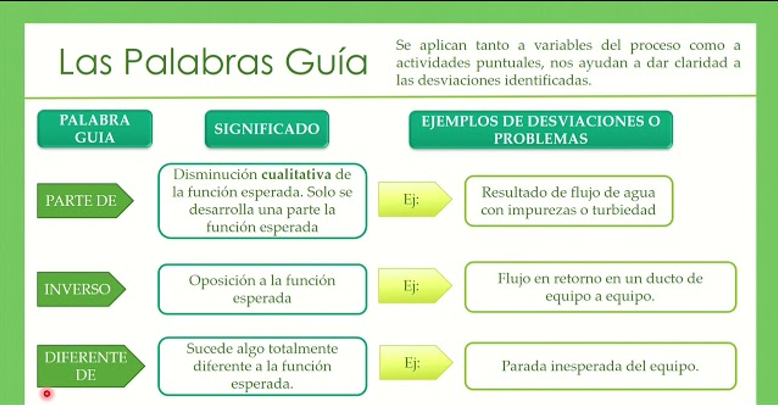 Las Palabras Guía
Se aplican tanto a variables del proceso como a
actividades puntuales, nos ayudan a dar claridad a
las desviaciones identificadas.
PALABRA
GUIA
SIGNIFICADO
EJEMPLOS DE DESVIACIONES O
PROBLEMAS
PARTE DE
Disminución cualitativa de
la función esperada. Solo se
desarrolla una parte la
función esperada
Ej:
Resultado de flujo de agua
con impurezas o turbiedad
INVERSO
Oposición a la función
esperada
Ej:
Flujo en retorno en un ducto de
equipo a equipo.
DIFERENTE
DE
Sucede algo totalmente
diferente a la función
esperada.
Ej:
Parada inesperada del equipo.